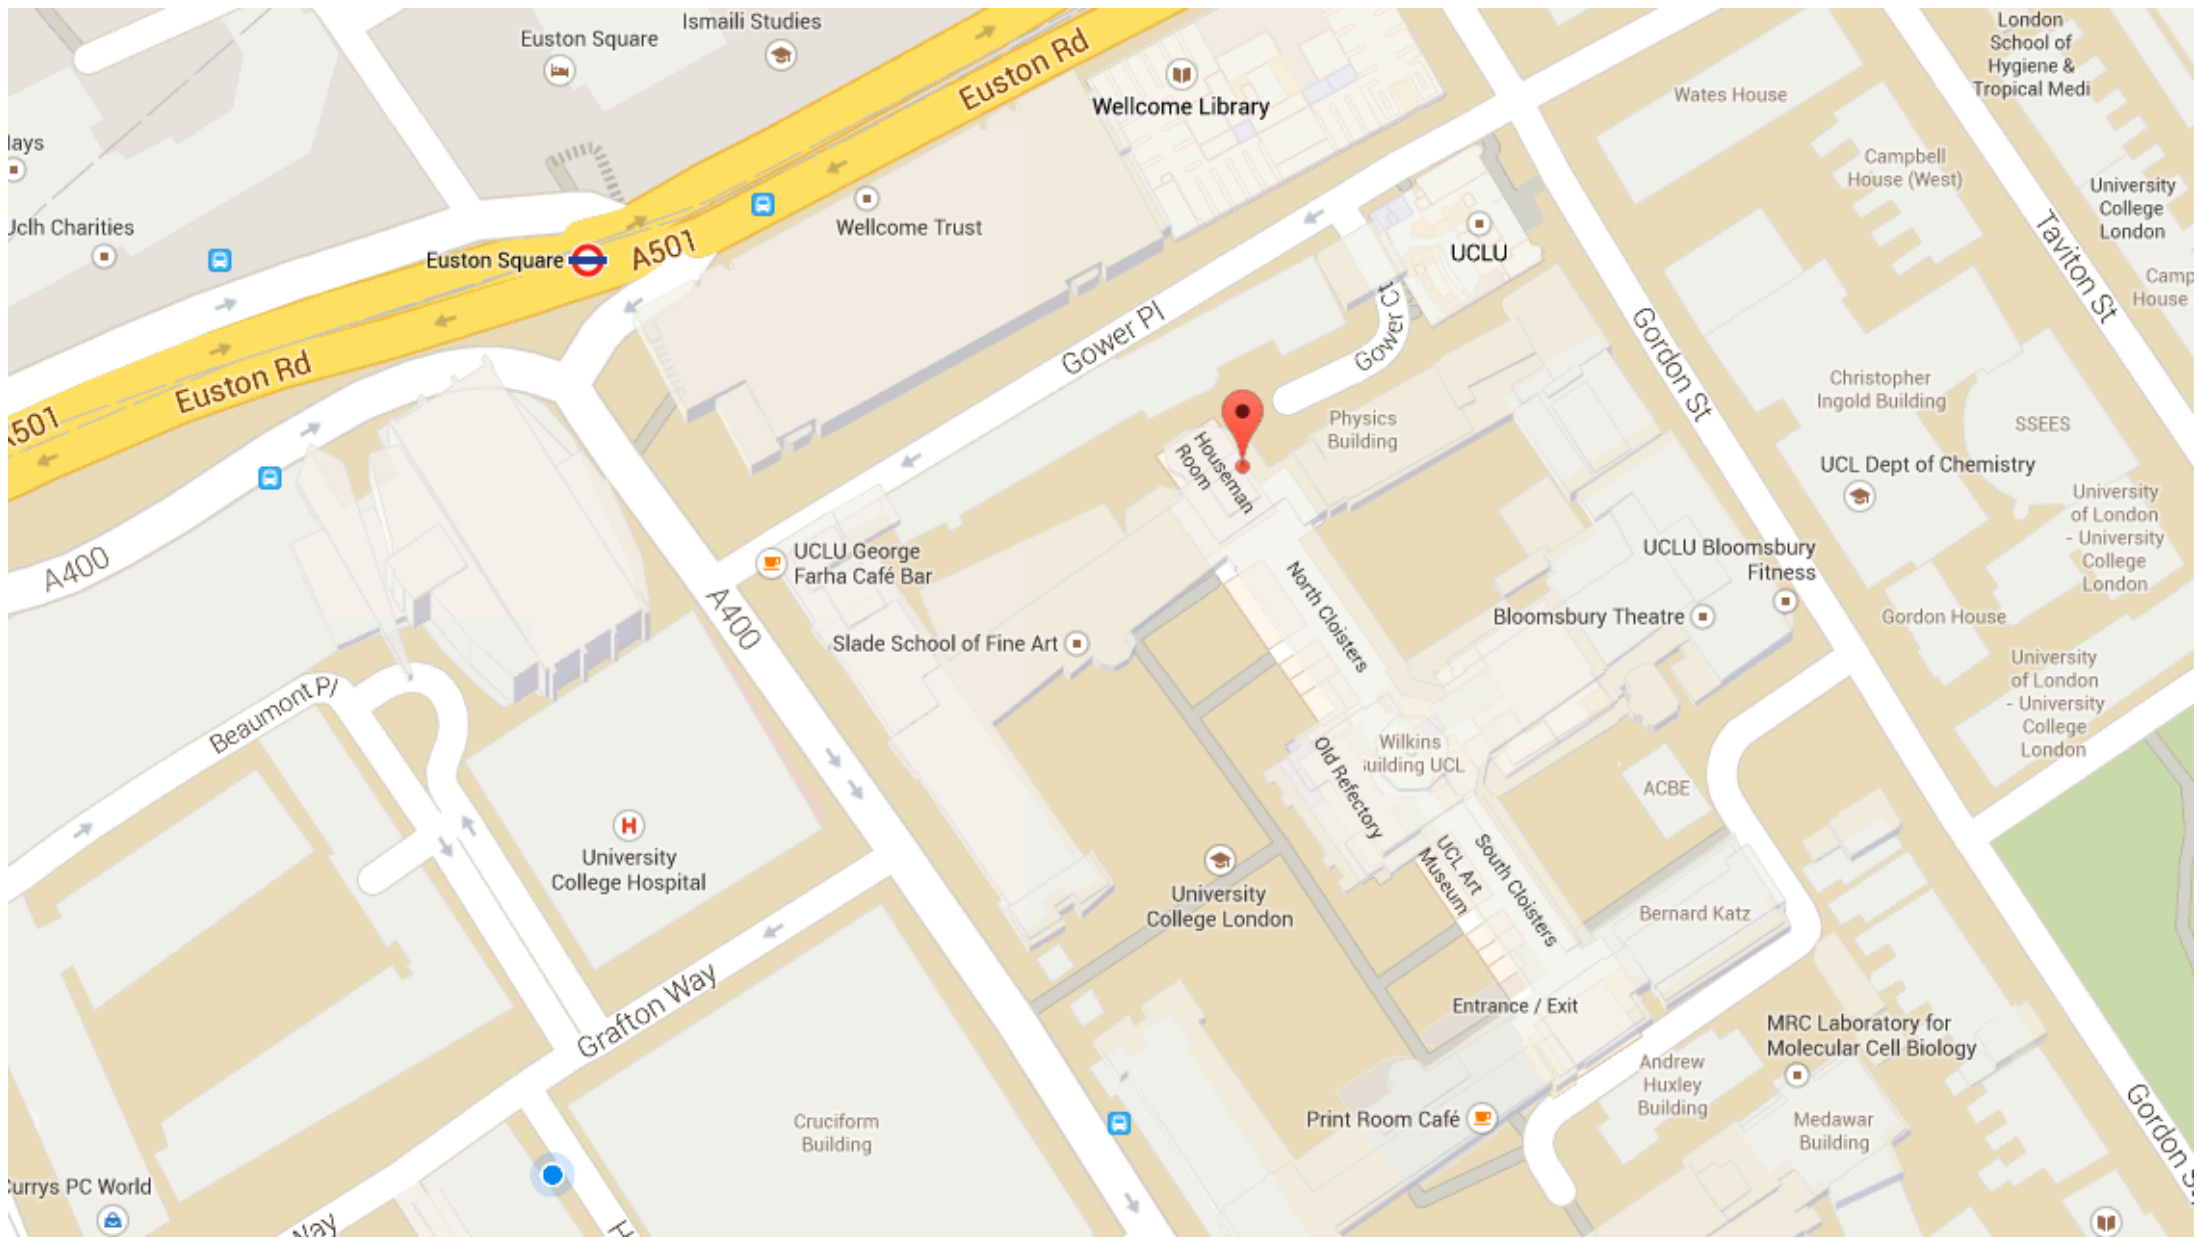 Ismaili Studies
Euston Square
Euston Rd
London
School of
Hygiene &
Tropical Medi
Wellcome Library
Wates House
Campbell
House (West)
University
College
London
Uclh Charities
Wellcome Trust
Euston Square
A501
UCLU
Taviton St
House
Gower Pl
Gower Ct
Gordon St
Euston Rd
A501
Christopher
Ingold Building
SSEES
Physics
Building
Houseman
Room
UCL Dept of Chemistry
University
of London
- University
College
London
A400
UCLU George
Farha Café Bar
A400
North Cloisters
UCLU Bloomsbury
Fitness
Bloomsbury Theatre
Gordon House
Slade School of Fine Art
University
of London
- University
College
London
Beaumont Pl
Old Refectory
Wilkins
Building UCL
ACBE
H
University
College Hospital
UCL Art
Museum
South Cloisters
University
College London
Bernard Katz
Grafton Way
Entrance / Exit
MRC Laboratory for
Molecular Cell Biology
Andrew
Huxley
Building
Gordon S
Cruciform
Building
Print Room Café
Medawar
Building
Currys PC World
Way
H